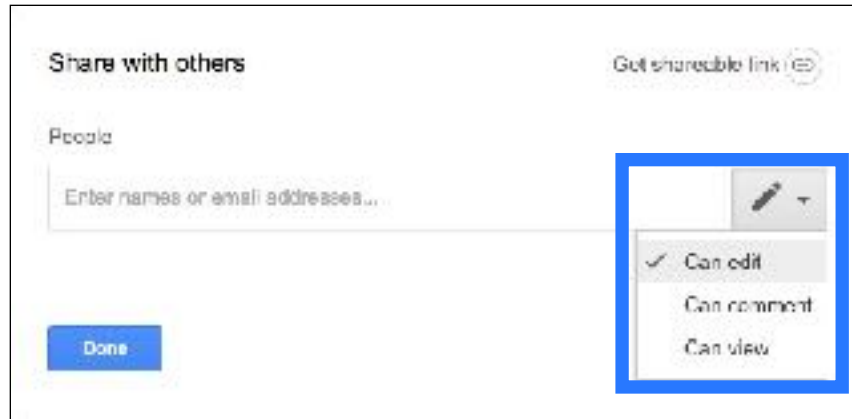 Share with others
Get shareable link
People
Enter names or email addresses...
Can edit
Can comment
Can view
Done